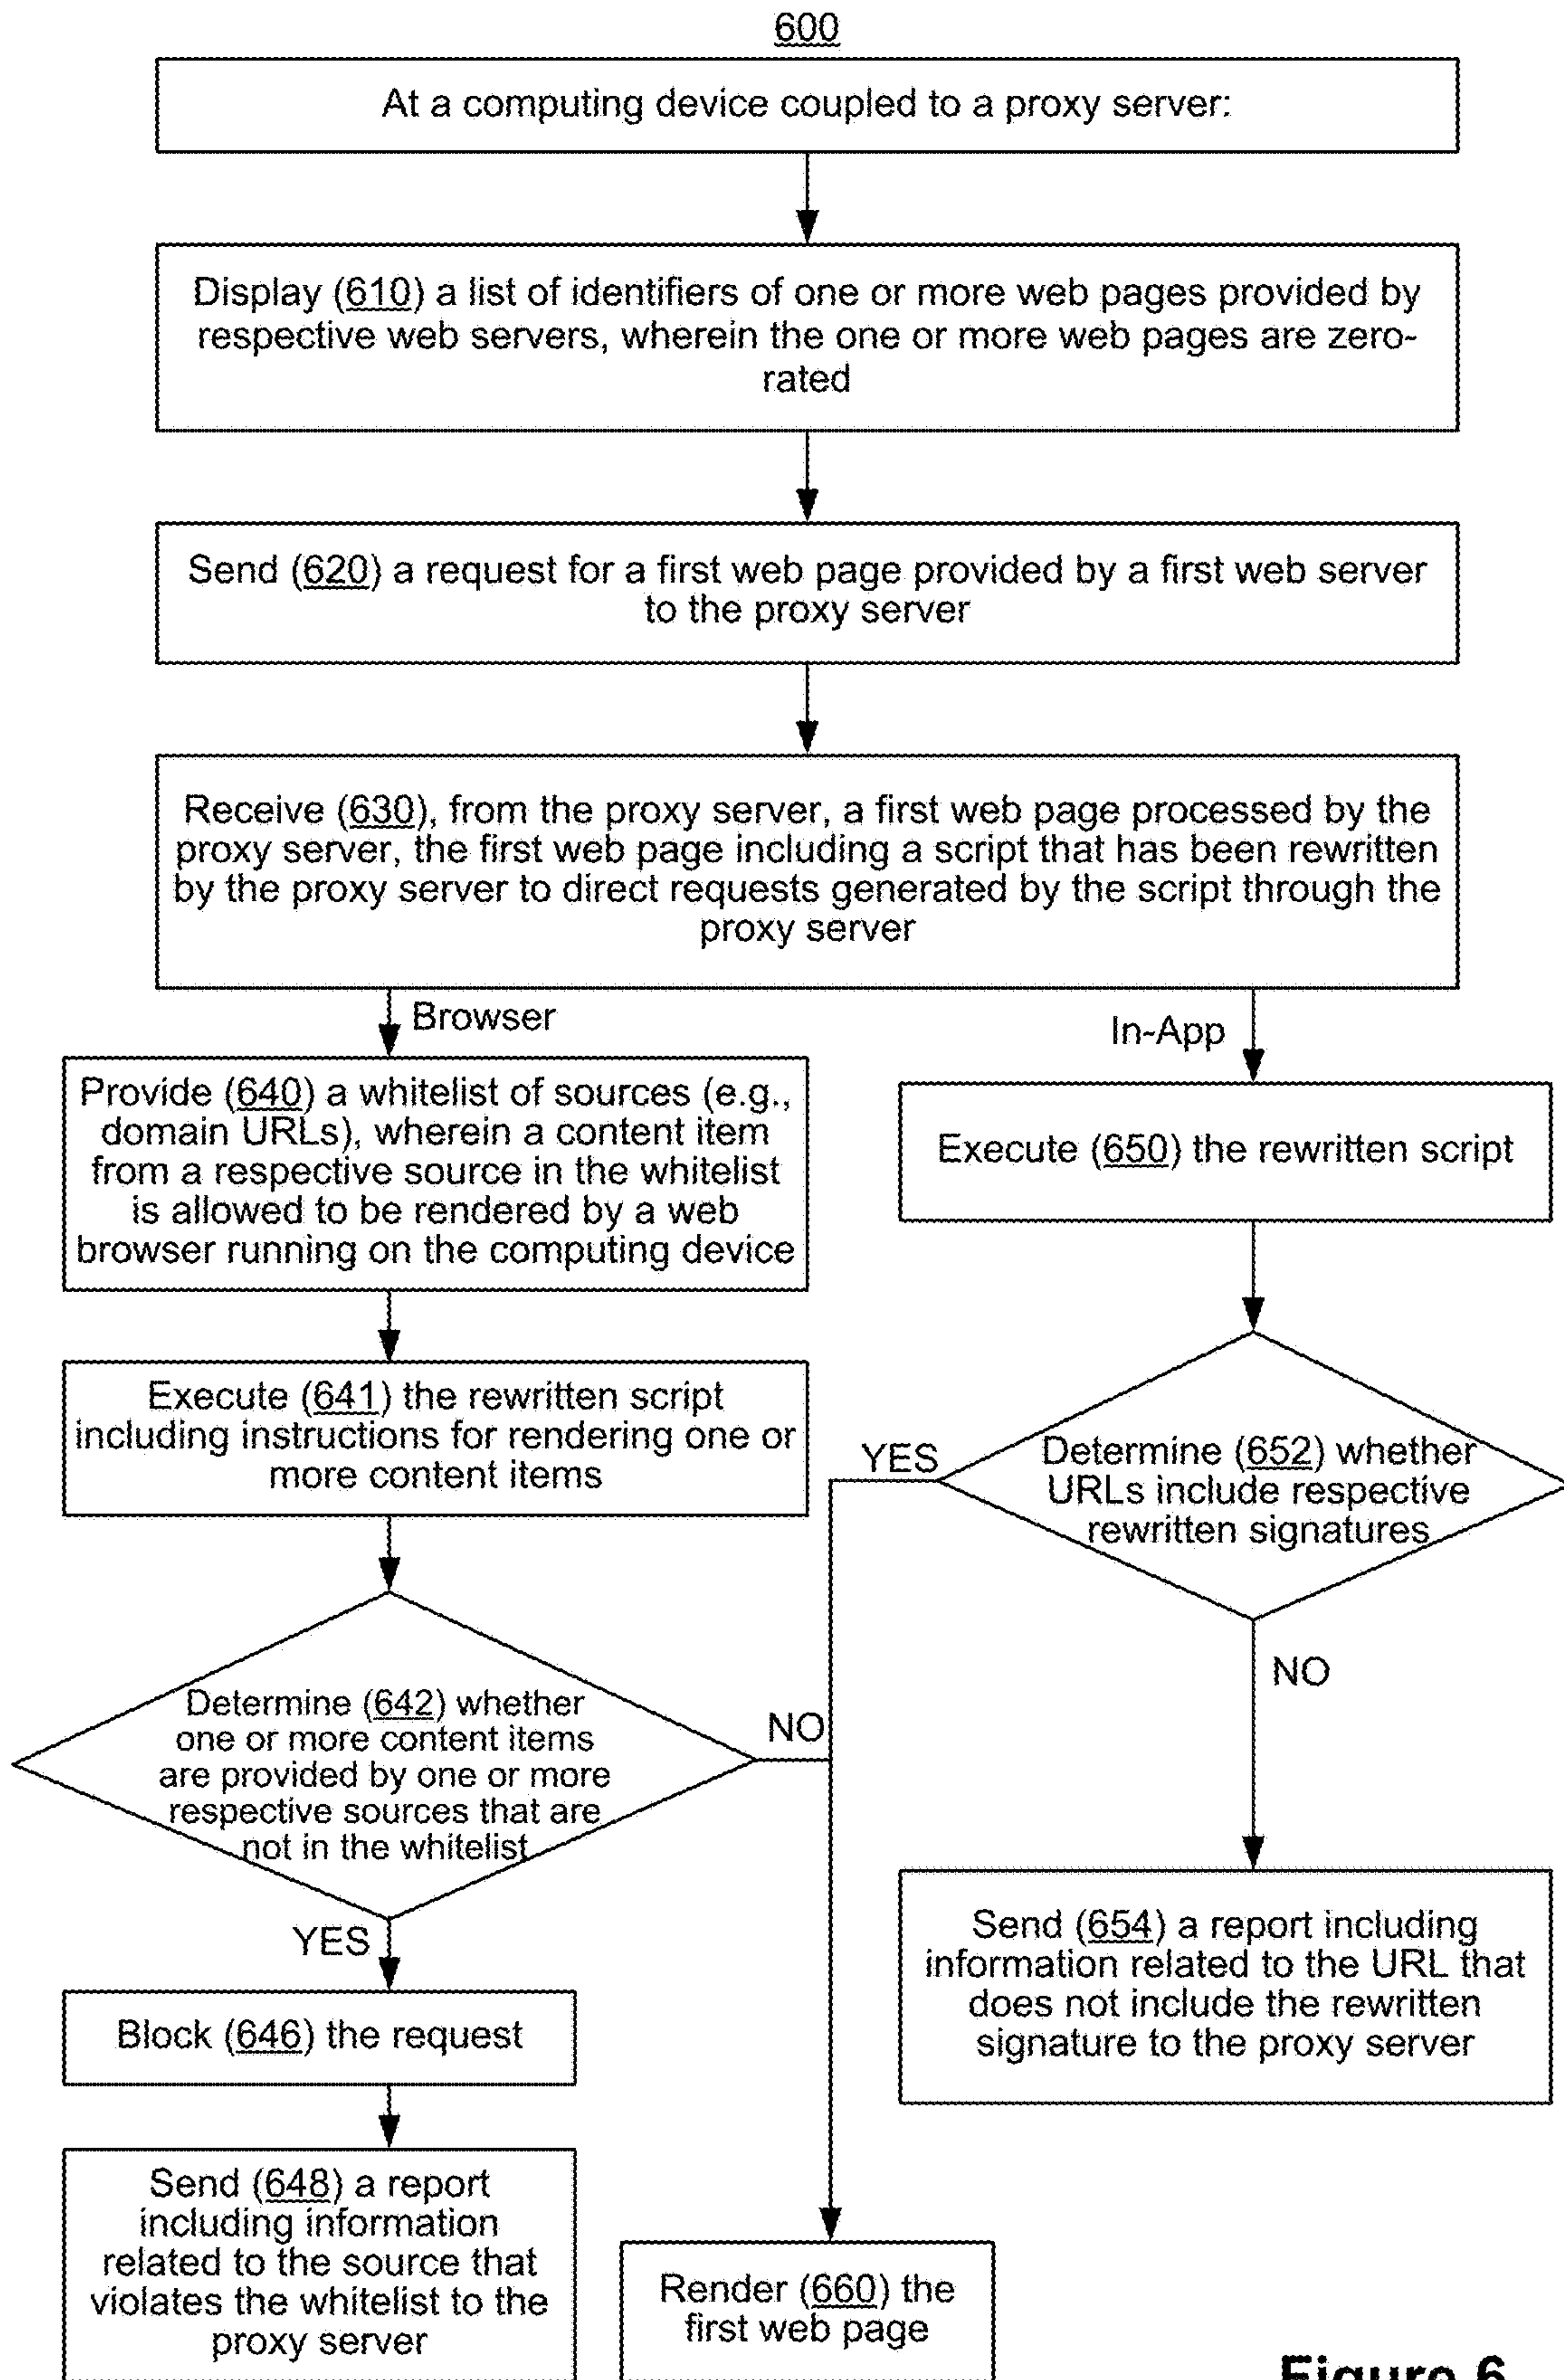 600
At a computing device coupled to a proxy server:
Display (610) a list of identifiers of one or more web pages provided by
respective web servers, wherein the one or more web pages are zero-
rated
Send (620) a request for a first web page provided by a first web server
to the proxy server
Receive (630), from the proxy server, a first web page processed by the
proxy server, the first web page including a script that has been rewritten
by the proxy server to direct requests generated by the script through the
proxy server
Browser
Provide (640) a whitelist of sources (e.g.,
domain URLs), wherein a content item
from a respective source in the whitelist
is allowed to be rendered by a web
browser running on the computing device
Execute (641) the rewritten script
including instructions for rendering one or
more content items
Determine (642) whether
one or more content items
are provided by one or more
respective sources that are
not in the whitelist
NO
YES
Block (646) the request
Send (648) a report
including information
related to the source that
violates the whitelist to the
proxy server
In-App
Execute (650) the rewritten script
Determine (652) whether
URLs include respective
rewritten signatures
YES
NO
Send (654) a report including
information related to the URL that
does not include the rewritten
signature to the proxy server
Render (660) the
first web page
Figure 6